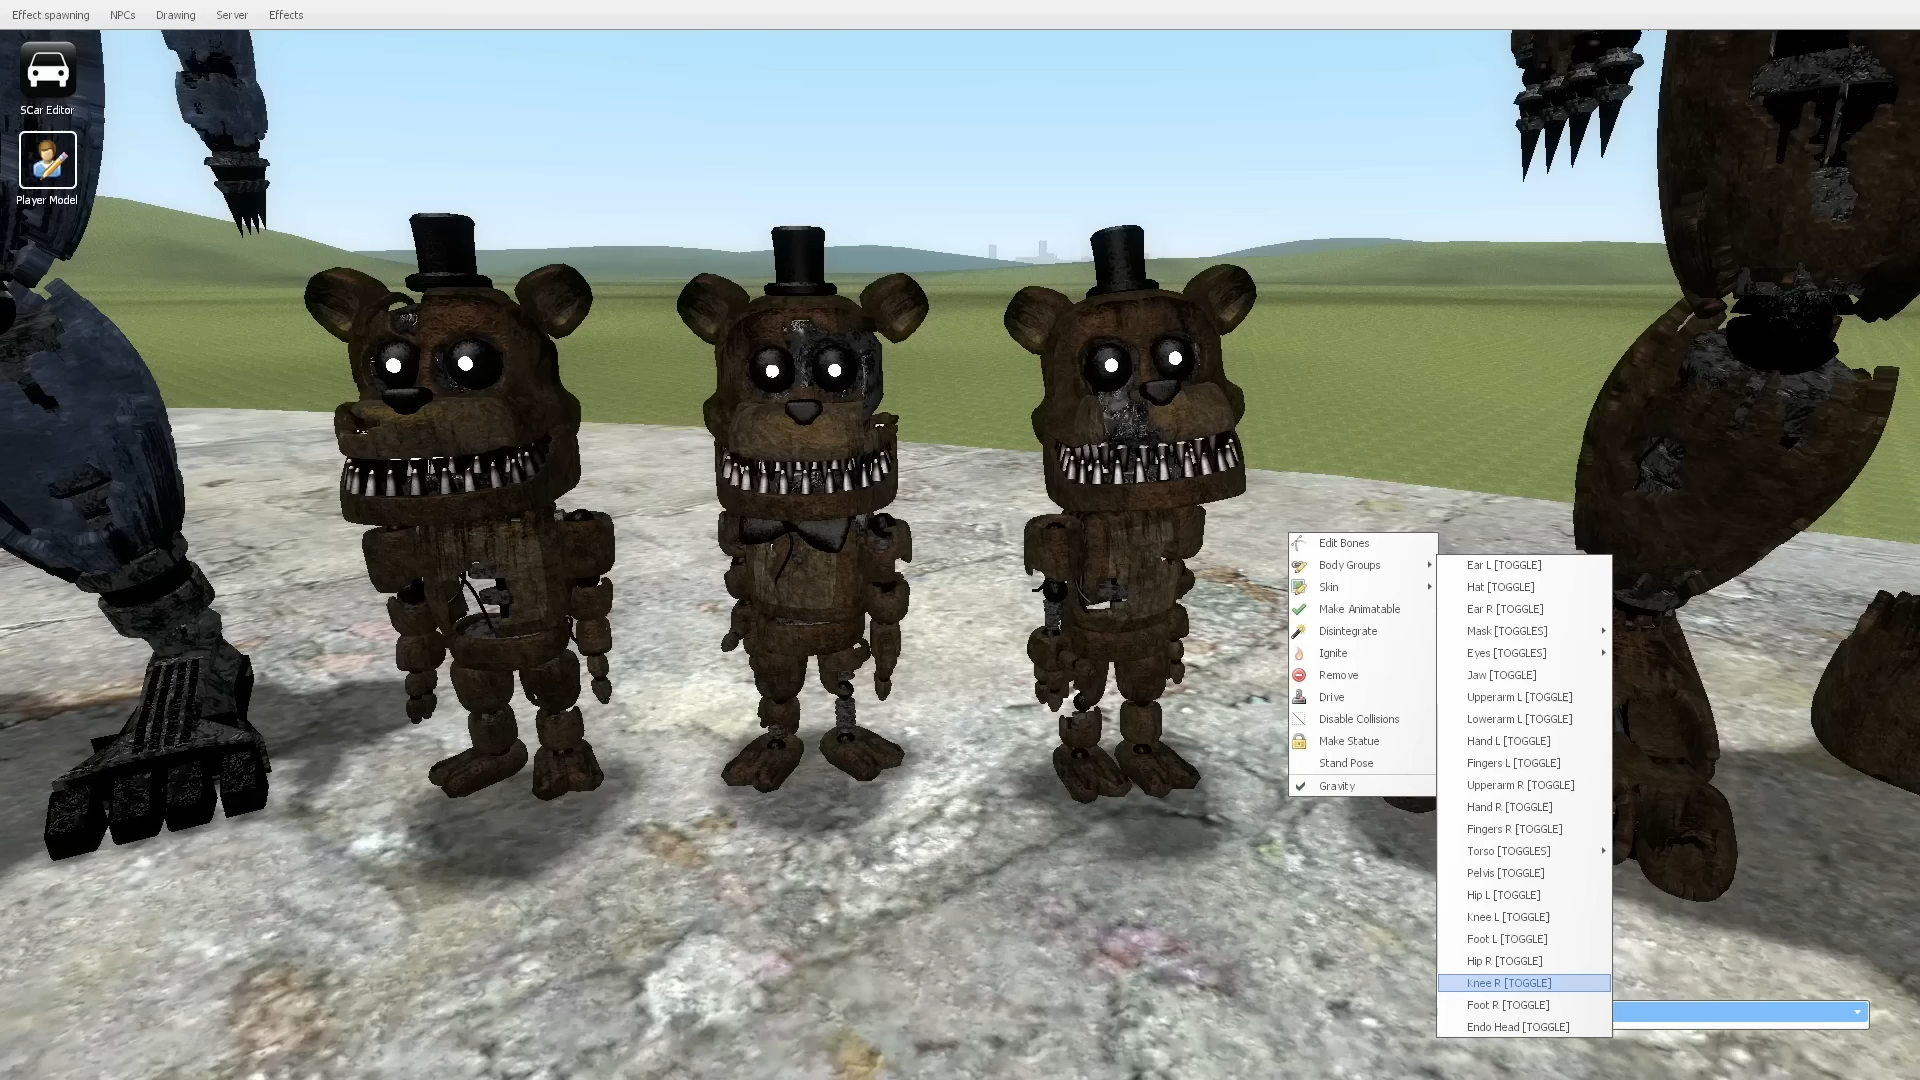 Effect spawning NPCs Drawing Server Effects
SCar Editor
Player Model
Edit Bones
Body Groups
Skin
Make Animatable
Disintegrate
Ignite
Remove
Drive
Disable Collisions
Make Statue
Stand Pose
Gravity
Ear L [TOGGLE]
Hat [TOGGLE]
Ear R [TOGGLE]
Mask [TOGGLES]
Eyes [TOGGLES]
Jaw [TOGGLE]
Upperarm L [TOGGLE]
Lowerarm L [TOGGLE]
Hand L [TOGGLE]
Fingers L [TOGGLE]
Upperarm R [TOGGLE]
Hand R [TOGGLE]
Fingers R [TOGGLE]
Torso [TOGGLES]
Pelvis [TOGGLE]
Hip L [TOGGLE]
Knee L [TOGGLE]
Foot L [TOGGLE]
Hip R [TOGGLE]
Knee R [TOGGLE]
Foot R [TOGGLE]
Endo Head [TOGGLE]